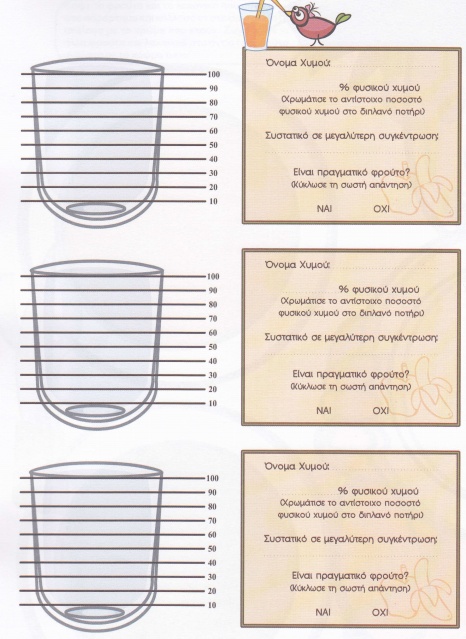 100
90
80
70
60
50
40
30
20
10
Όνομα Χυμού:
% φυσικού χυμού
(Χρωμάτισε το αντίστοιχο ποσοστό
φυσικού χυμού στο διπλανό ποτήρι)
Συστατικό σε μεγαλύτερη συγκέντρωση:
Είναι πραγματικό φρούτο?
(Κύκλωσε τη σωστή απάντηση)
ΝΑΙ ΟΧΙ
100
90
80
70
60
50
40
30
20
10
Όνομα Χυμού:
% φυσικού χυμού
(Χρωμάτισε το αντίστοιχο ποσοστό
φυσικού χυμού στο διπλανό ποτήρι)
Συστατικό σε μεγαλύτερη συγκέντρωση:
Είναι πραγματικό φρούτο?
(Κύκλωσε τη σωστή απάντηση)
ΝΑΙ ΟΧΙ
100
90
80
70
60
50
40
30
20
10
Όνομα Χυμού:
% φυσικού χυμού
(Χρωμάτισε το αντίστοιχο ποσοστό
φυσικού χυμού στο διπλανό ποτήρι)
Συστατικό σε μεγαλύτερη συγκέντρωση:
Είναι πραγματικό φρούτο?
(Κύκλωσε τη σωστή απάντηση)
ΝΑΙ ΟΧΙ